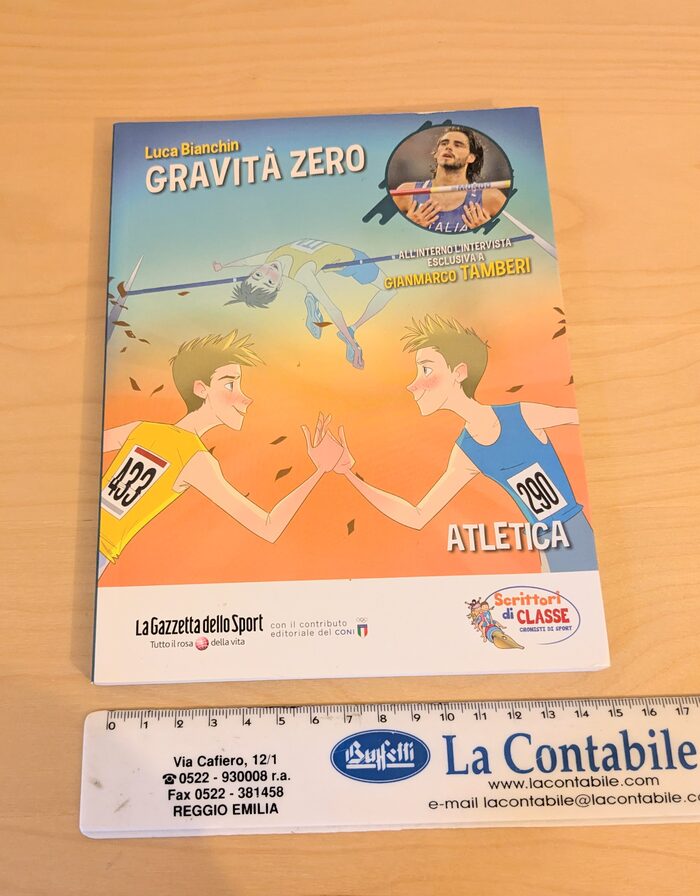 Luca Bianchin
GRAVITÀ ZERO
ITALIA
ALL'INTERNO L'INTERVISTA
ESCLUSIVA A
GIANMARCO TAMBERI
433
290
ATLETICA
La Gazzetta dello Sport
Tutto il rosa della vita
con il contributo
editoriale del CONI
Scrittori
di CLASSE
CRONISTI DI SPORT
0 1 2 3 4 5 6 7 8 9 10 11 12 13 14 15 16 17
Via Cafiero, 12/1
☎0522 - 930008 r.a.
Fax 0522 - 381458
REGGIO EMILIA
Buffetti
La Contabile
www.lacontabile.com
e-mail lacontabile@lacontabile.co